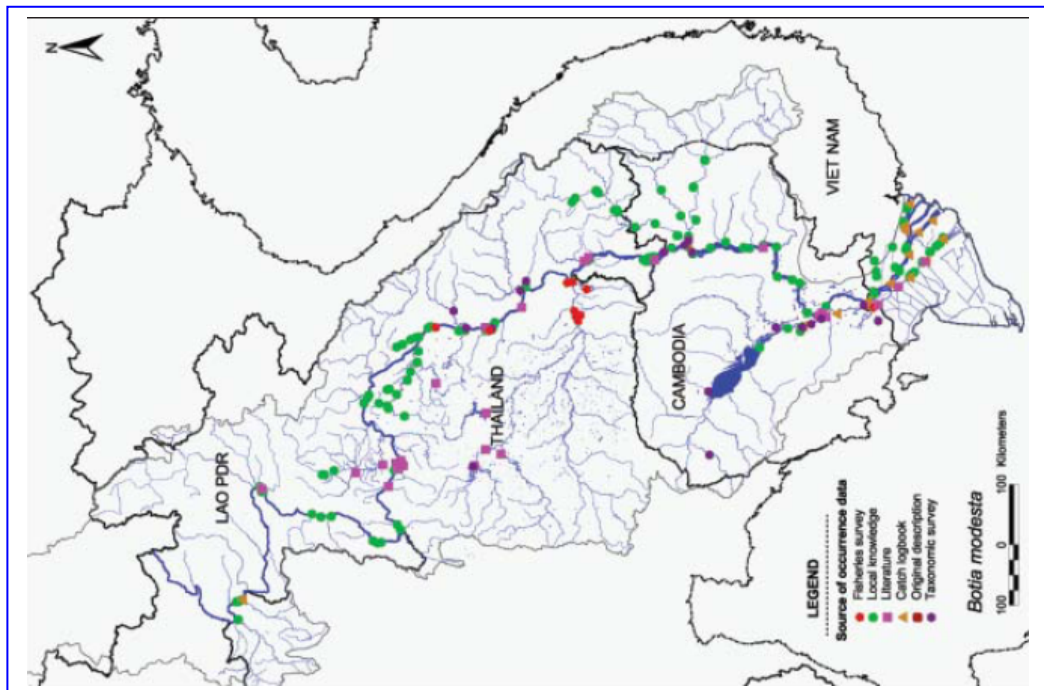 N
LAO PDR
THAILAND
CAMBODIA
VIET NAM
LEGEND
Source of occurrence data
Fisheries survey
Local knowledge
Literature
Catch logbook
Original description
Taxonomic survey
Botia modesta
100 0 100 Kilometers